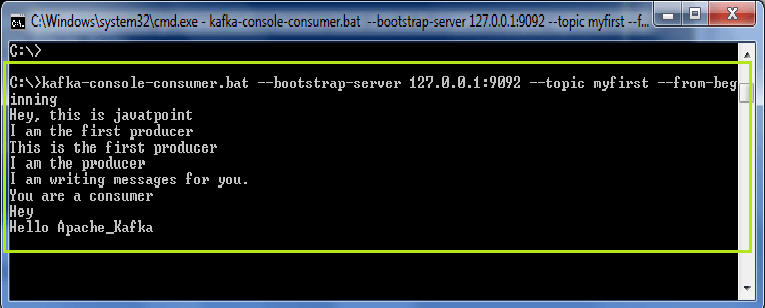 C:\Windows\system32\cmd.exe - kafka-console-consumer.bat --bootstrap-server 127.0.0.1:9092 --topic myfirst --f...
C:\>
C:\>kafka-console-consumer.bat --bootstrap-server 127.0.0.1:9092 --topic myfirst --from-beg
inning
Hey, this is javatpoint
I am the first producer
This is the first producer
I am the producer
I am writing messages for you.
You are a consumer
Hey
Hello Apache_Kafka